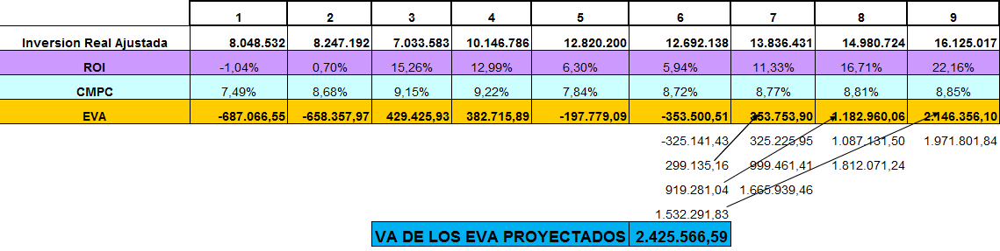 1 2 3 4 5 6 7 8 9
Inversion Real Ajustada 8.048.532 8.247.192 7.033.583 10.146.786 12.820.200 12.692.138 13.836.431 14.980.724 16.125.017
ROI -1,04% 0,70% 15,26% 12,99% 6,30% 5,94% 11,33% 16,71% 22,16%
CMPC 7,49% 8,68% 9,15% 9,22% 7,84% 8,72% 8,77% 8,81% 8,85%
EVA -687.066,55 -658.357,97 429.425,93 382.715,89 -197.779,09 -353.500,51 353.753,90 1.182.960,06 2.146.356,10
-325.141,43 325.225,95 1.087.131,50 1.971.801,84
299.135,16 999.461,41 1.812.071,24
919.281,04 1.665.939,46
1.532.291,83
VA DE LOS EVA PROYECTADOS 2.425.566,59